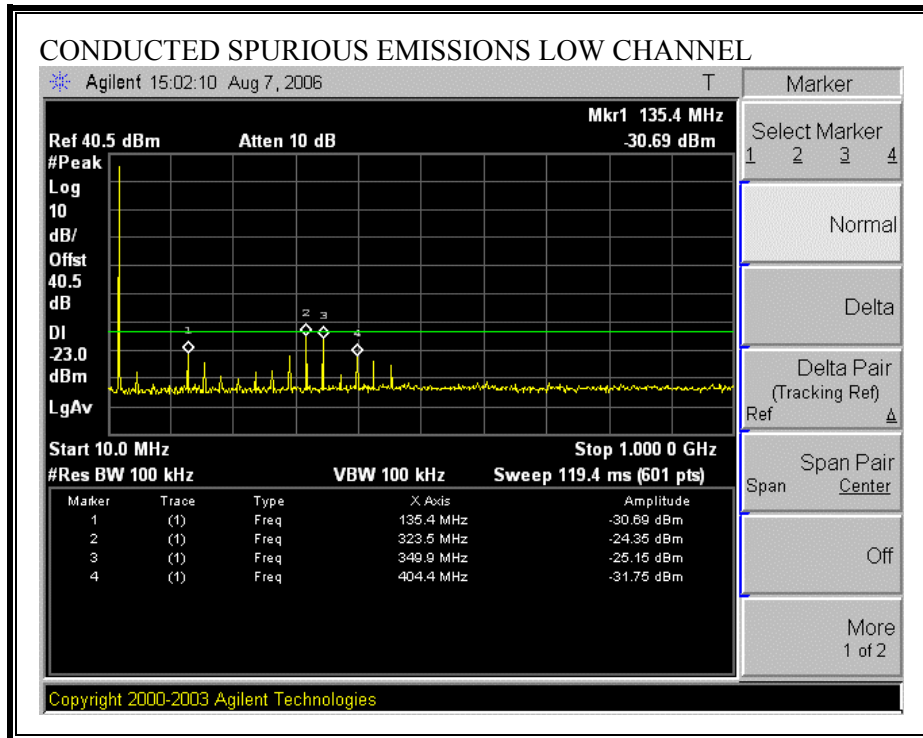 CONDUCTED SPURIOUS EMISSIONS LOW CHANNEL
Agilent 15:02:10 Aug 7, 2006 T
Mkr1 135.4 MHz
Ref 40.5 dBm Atten 10 dB -30.69 dBm
#Peak
Log
10
dB/
Offst
40.5
dB
DI
-23.0
dBm
LgAv
1
2
3
4
Start 10.0 MHz Stop 1.000 0 GHz
#Res BW 100 kHz VBW 100 kHz Sweep 119.4 ms (601 pts)
Marker Trace Type X Axis Amplitude
1 (1) Freq 135.4 MHz -30.69 dBm
2 (1) Freq 323.5 MHz -24.35 dBm
3 (1) Freq 349.9 MHz -25.15 dBm
4 (1) Freq 404.4 MHz -31.75 dBm
Marker
Select Marker
1 2 3 4
Normal
Delta
Delta Pair
(Tracking Ref)
Ref Δ
Span Pair
Span Center
Off
More
1 of 2
Copyright 2000-2003 Agilent Technologies